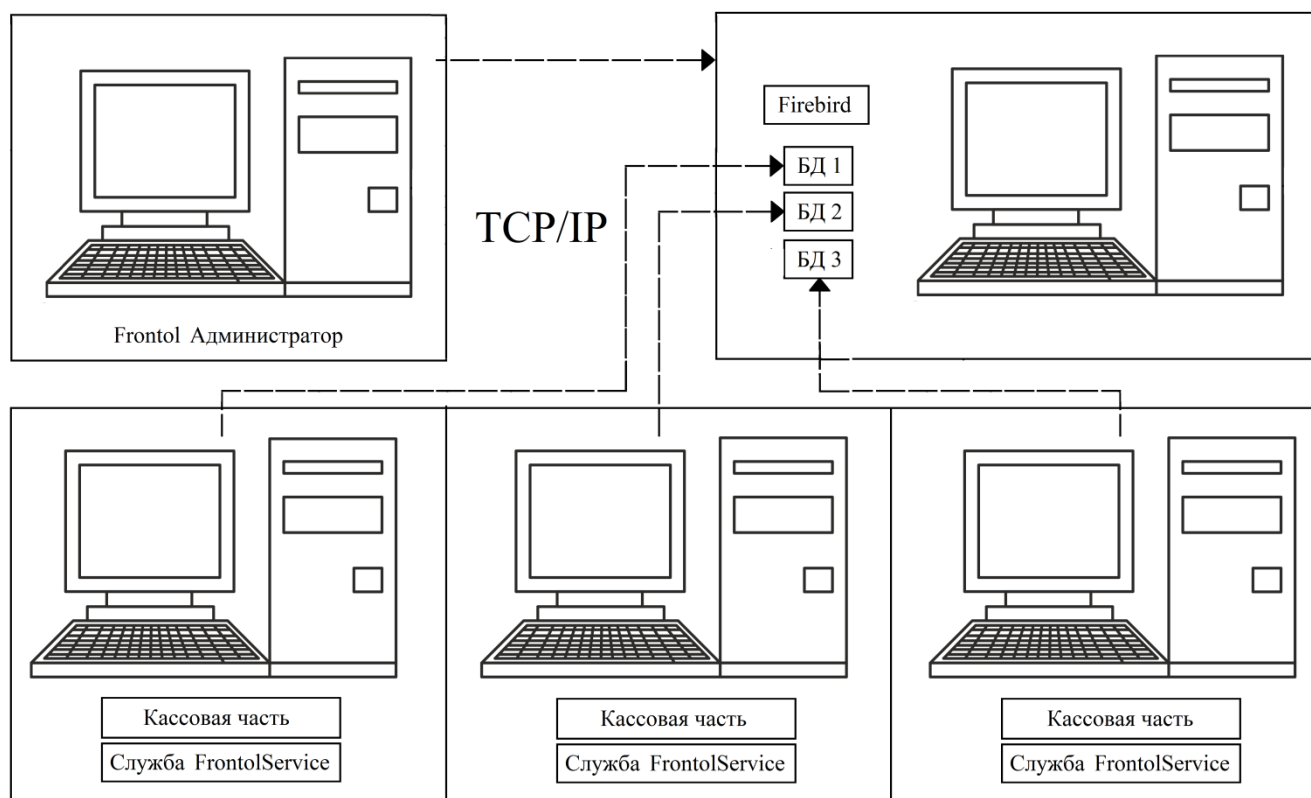 Firebird
БД 1
TCP/IP
БД 2
БД 3
Frontol Администратор
Кассовая часть
Служба FrontolService
Кассовая часть
Служба FrontolService
Кассовая часть
Служба FrontolService